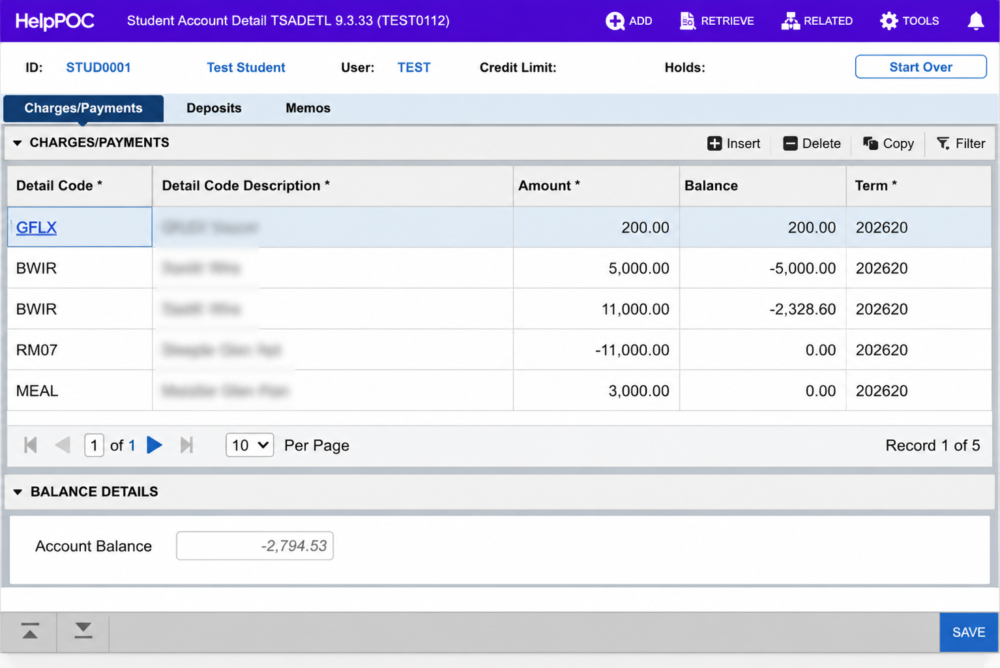 HelpPOC Student Account Detail TSADETL 9.3.33 (TEST0112) ADD RETRIEVE RELATED TOOLS
ID: STUD0001 Test Student User: TEST Credit Limit: Holds: Start Over
Charges/Payments Deposits Memos
CHARGES/PAYMENTS Insert Delete Copy Filter
Detail Code * Detail Code Description * Amount * Balance Term *
GFLX 200.00 200.00 202620
BWIR 5,000.00 -5,000.00 202620
BWIR 11,000.00 -2,328.60 202620
RM07 -11,000.00 0.00 202620
MEAL 3,000.00 0.00 202620
1 of 1 10 Per Page Record 1 of 5
BALANCE DETAILS
Account Balance -2,794.53
SAVE